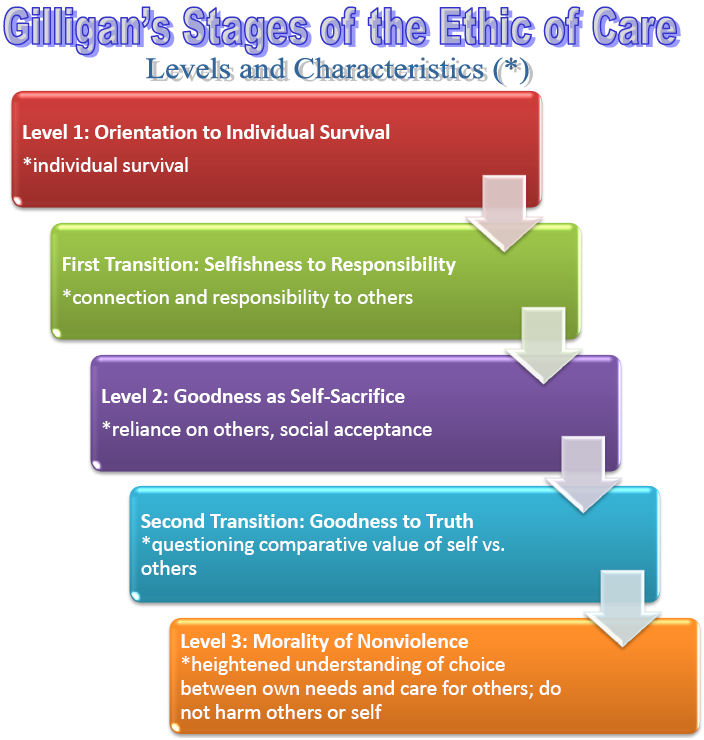 Gilligan's Stages of the Ethic of Care
Levels and Characteristics (*)
Level 1: Orientation to Individual Survival
*individual survival
First Transition: Selfishness to Responsibility
*connection and responsibility to others
Level 2: Goodness as Self-Sacrifice
*reliance on others, social acceptance
Second Transition: Goodness to Truth
*questioning comparative value of self vs.
others
Level 3: Morality of Nonviolence
*heightened understanding of choice
between own needs and care for others; do
not harm others or self